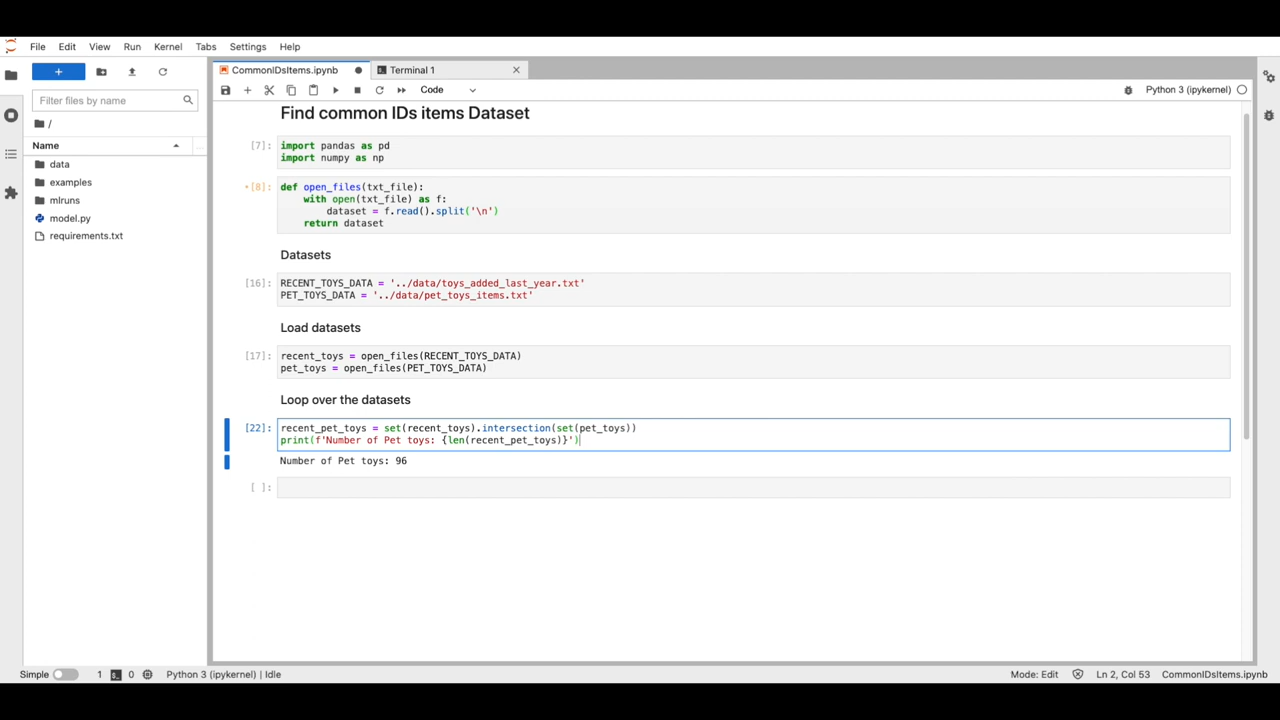 File Edit View Run Kernel Tabs Settings Help
CommonIDsItems.ipynb
Terminal 1
Filter files by name
Code
Python 3 (ipykernel)
/
Name
data
examples
mlruns
model.py
requirements.txt
Find common IDs items Dataset
[7]: import pandas as pd
import numpy as np
•[8]: def open_files(txt_file):
with open(txt_file) as f:
dataset = f.read().split('\n')
return dataset
Datasets
[16]: RECENT_TOYS_DATA = '../data/toys_added_last_year.txt'
PET_TOYS_DATA = '../data/pet_toys_items.txt'
Load datasets
[17]: recent_toys = open_files(RECENT_TOYS_DATA)
pet_toys = open_files(PET_TOYS_DATA)
Loop over the datasets
[22]: recent_pet_toys = set(recent_toys).intersection(set(pet_toys))
print(f'Number of Pet toys: {len(recent_pet_toys)}')
Number of Pet toys: 96
[ ]:
Simple 1 0 Python 3 (ipykernel) | Idle Mode: Edit Ln 2, Col 53 CommonIDsItems.ipynb